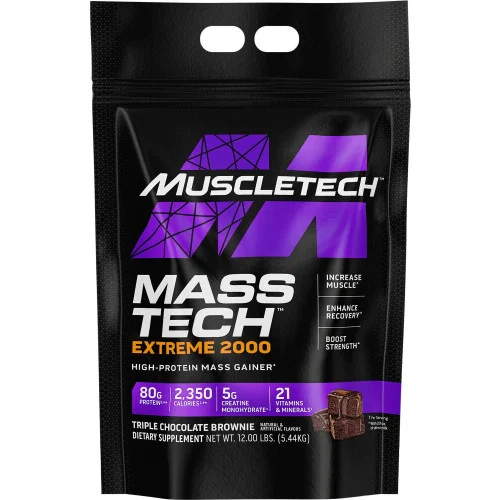 MUSCLETECH™
MASS
TECH™
EXTREME 2000
HIGH-PROTEIN MASS GAINER*
INCREASE
MUSCLE*
ENHANCE
RECOVERY*
BOOST
STRENGTH*
80G
PROTEIN
2,350
CALORIES
5G
CREATINE
MONOHYDRATE*
21
VITAMINS
& MINERALS*
TRIPLE CHOCOLATE BROWNIE
NATURAL &
ARTIFICIAL FLAVORS
DIETARY SUPPLEMENT NET WT. 12.00 LBS. (5.44KG)